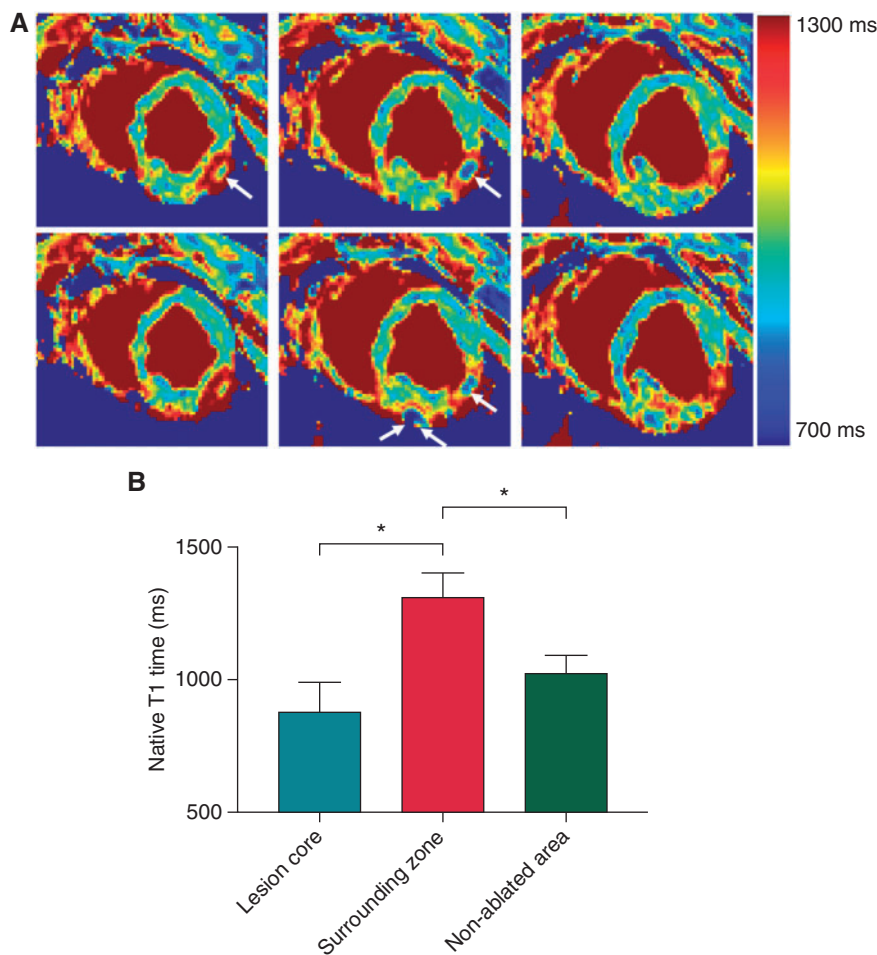 A
1300 ms
700 ms
B
*
*
1500
1000
500
Native T1 time (ms)
Lesion core
Surrounding zone
Non-ablated area